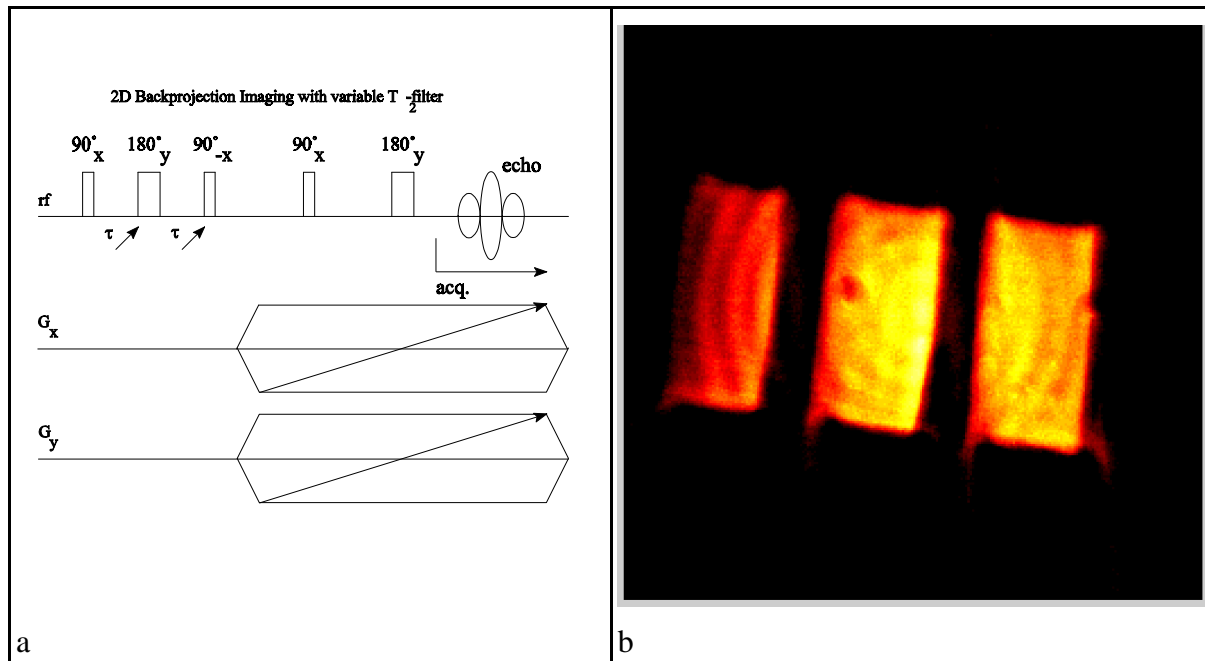 2D Backprojection Imaging with variable T2-filter
90°x 180°y 90°-x 90°x 180°y
echo
rf
τ τ
acq.
Gx
Gy
a b